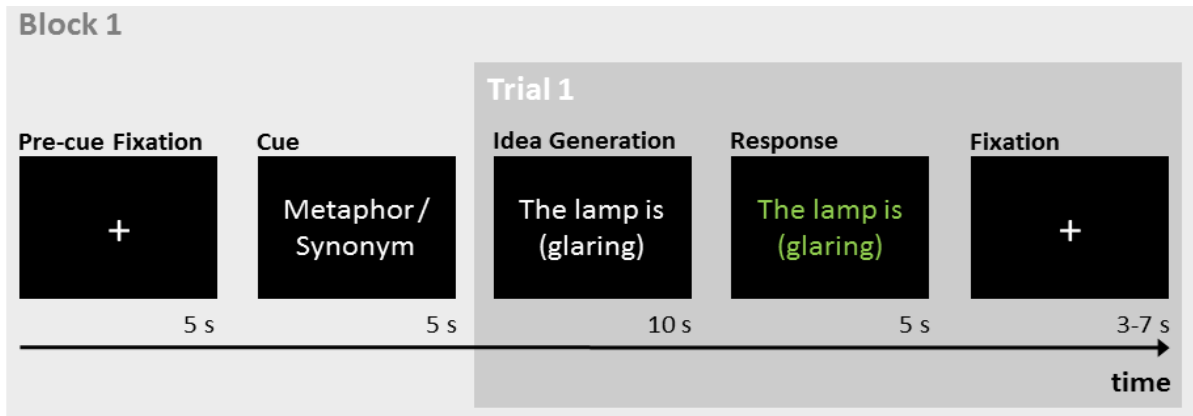 Block 1
Trial 1
Pre-cue Fixation
Cue
Idea Generation
Response
Fixation
+
Metaphor /
Synonym
The lamp is
(glaring)
The lamp is
(glaring)
+
5 s
5 s
10 s
5 s
3-7 s
time